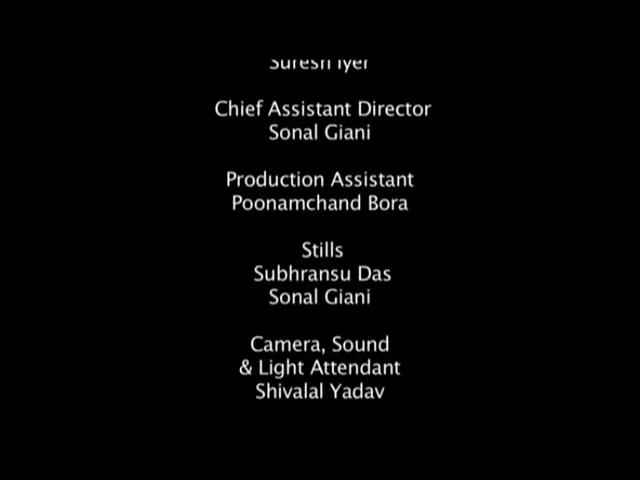 Suresh Iyer
Chief Assistant Director
Sonal Giani
Production Assistant
Poonamchand Bora
Stills
Subhransu Das
Sonal Giani
Camera, Sound
& Light Attendant
Shivalal Yadav